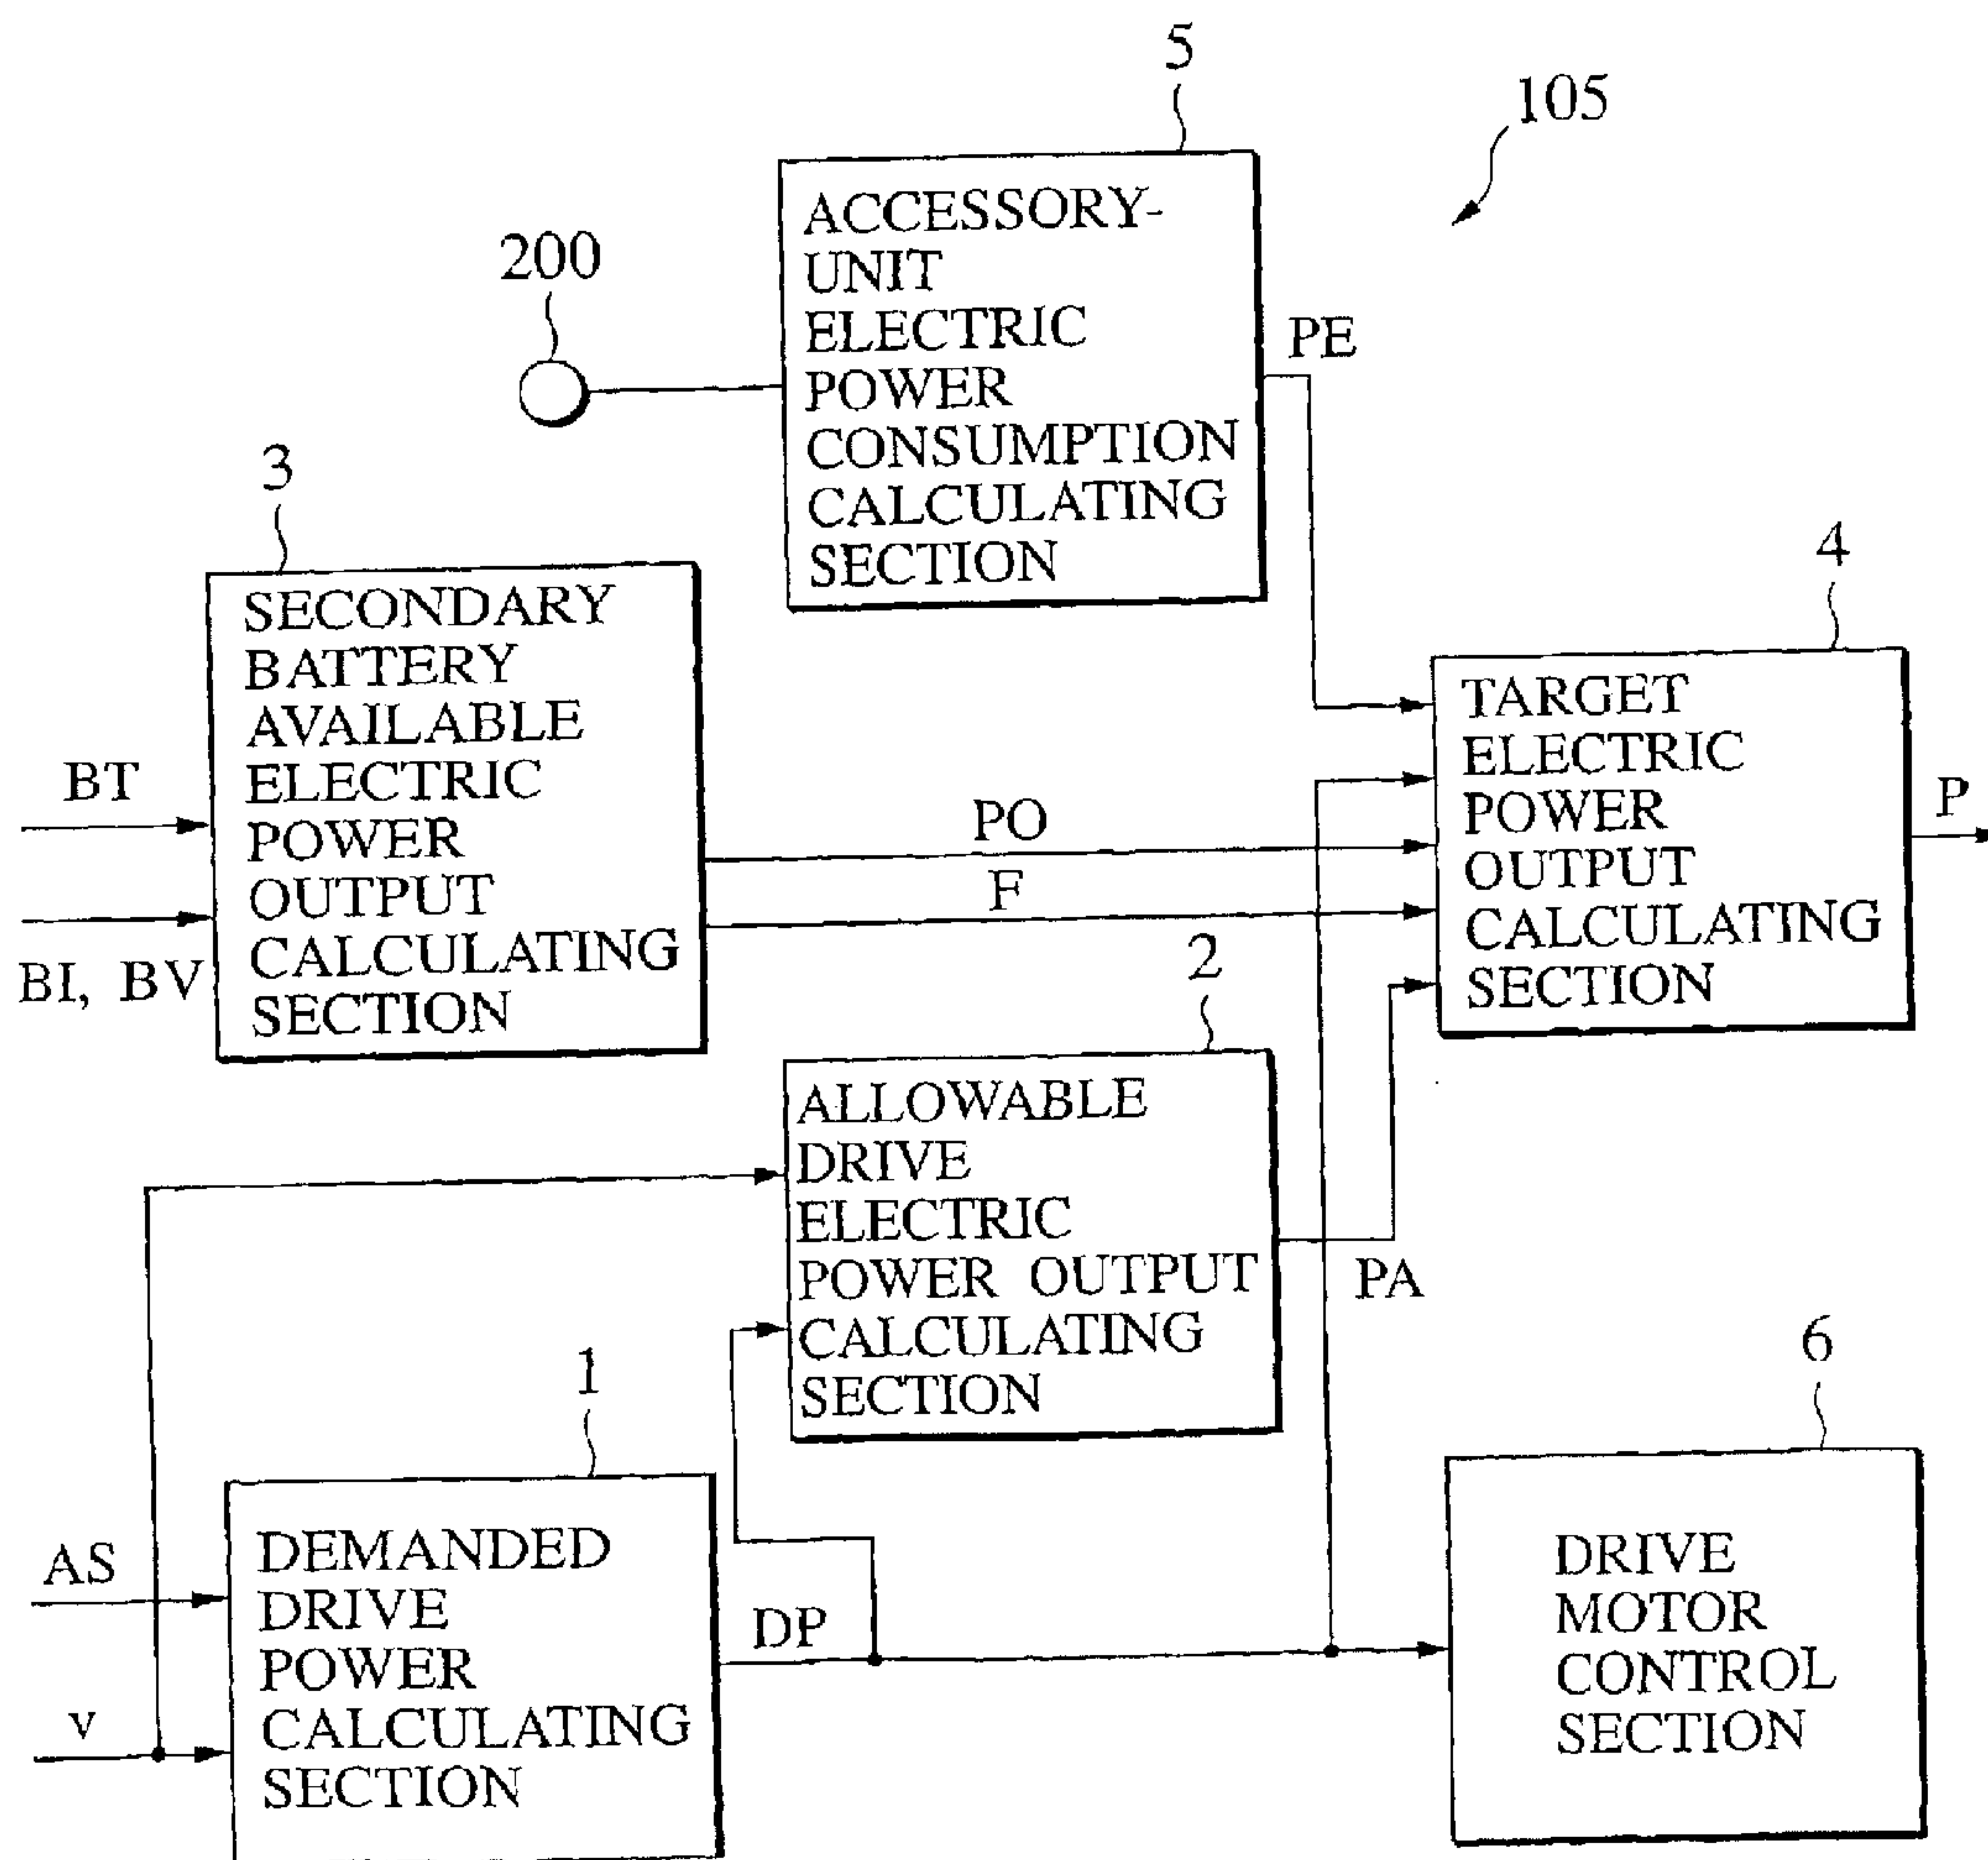 5
105
ACCESSORY-
UNIT
ELECTRIC
POWER
CONSUMPTION
CALCULATING
SECTION
200
PE
3
SECONDARY
BATTERY
AVAILABLE
ELECTRIC
POWER
OUTPUT
CALCULATING
SECTION
BT
BI, BV
PO
F
4
TARGET
ELECTRIC
POWER
OUTPUT
CALCULATING
SECTION
P
2
ALLOWABLE
DRIVE
ELECTRIC
POWER OUTPUT
CALCULATING
SECTION
PA
1
DEMANDED
DRIVE
POWER
CALCULATING
SECTION
AS
v
DP
6
DRIVE
MOTOR
CONTROL
SECTION